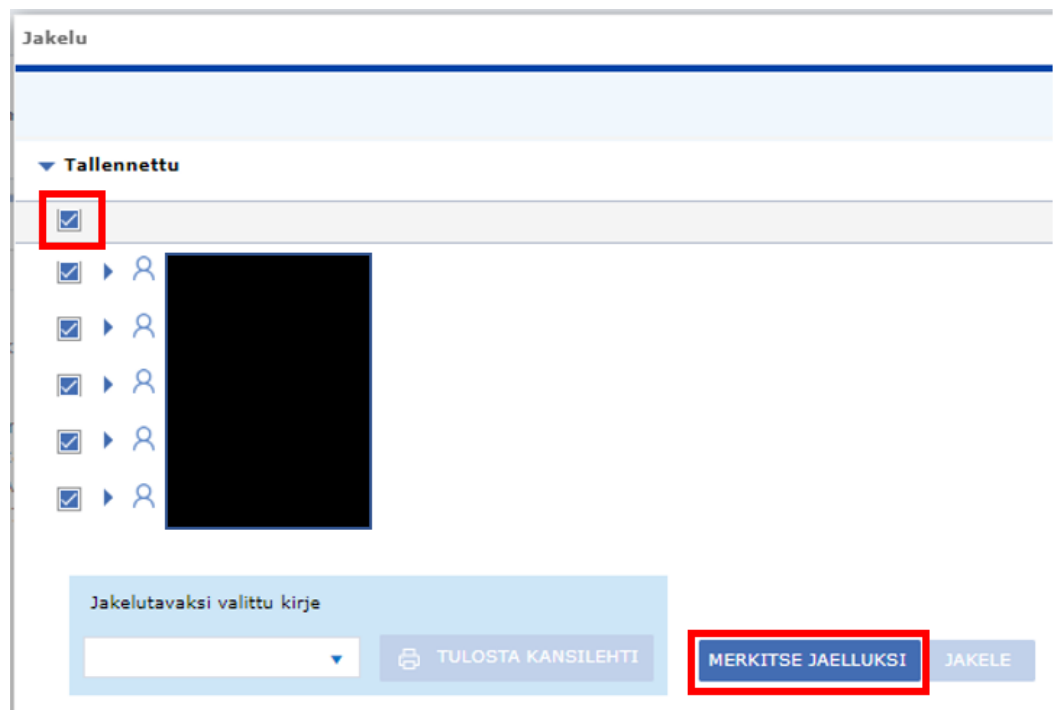 Jakelu
Tallennettu
Jakelutavaksi valittu kirje
TULOSTA KANSILEHTI
MERKITSE JAELLUKSI
JAKELE